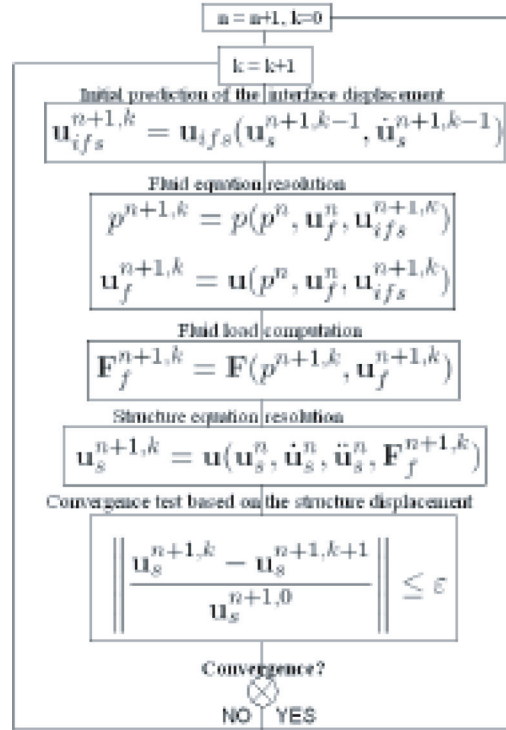 n = n+1, k=0
k = k+1
Initial prediction of the interface displacement
𝐮_{ifs}^{n+1,k} = 𝐮_{ifs}(𝐮_s^{n+1,k−1}, 𝐮̇_s^{n+1,k−1})
Fluid equation resolution
p^{n+1,k} = p(p^n, 𝐮_f^n, 𝐮_{ifs}^{n+1,k})
𝐮_f^{n+1,k} = 𝐮(p^n, 𝐮_f^n, 𝐮_{ifs}^{n+1,k})
Fluid load computation
𝐅_f^{n+1,k} = 𝐅(p^{n+1,k}, 𝐮_f^{n+1,k})
Structure equation resolution
𝐮_s^{n+1,k} = 𝐮(𝐮_s^n, 𝐮̇_s^n, 𝐮̈_s^n, 𝐅_f^{n+1,k})
Convergence test based on the structure displacement
‖(𝐮_s^{n+1,k} − 𝐮_s^{n+1,k+1}) / 𝐮_s^{n+1,0}‖ ≤ ε
Convergence?
NO YES